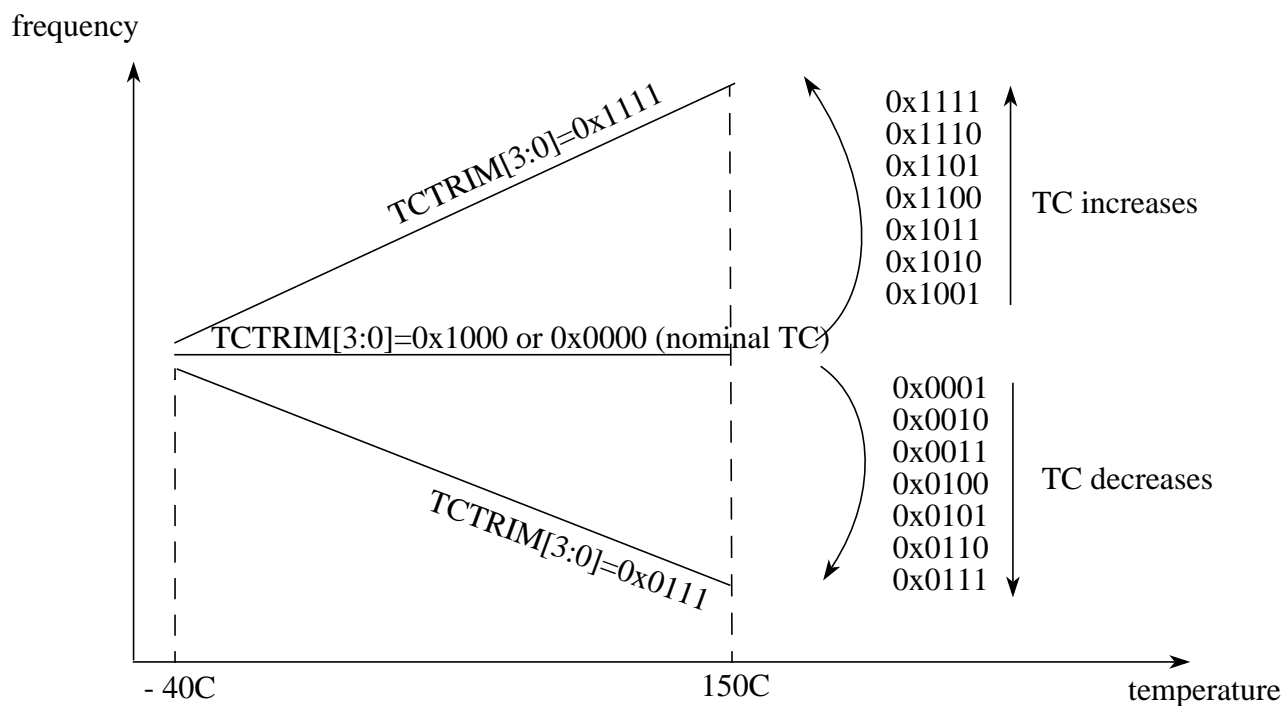 frequency
TCTRIM[3:0]=0x1111
0x1111
0x1110
0x1101
0x1100
0x1011
0x1010
0x1001
TC increases
TCTRIM[3:0]=0x1000 or 0x0000 (nominal TC)
0x0001
0x0010
0x0011
0x0100
0x0101
0x0110
0x0111
TC decreases
TCTRIM[3:0]=0x0111
- 40C
150C
temperature